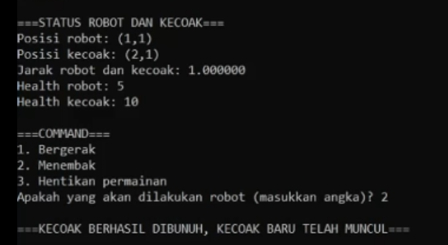 ===STATUS ROBOT DAN KECOAK===
Posisi robot: (1,1)
Posisi kecoak: (2,1)
Jarak robot dan kecoak: 1.000000
Health robot: 5
Health kecoak: 10
===COMMAND===
1. Bergerak
2. Menembak
3. Hentikan permainan
Apakah yang akan dilakukan robot (masukkan angka)? 2
===KECOAK BERHASIL DIBUNUH, KECOAK BARU TELAH MUNCUL===